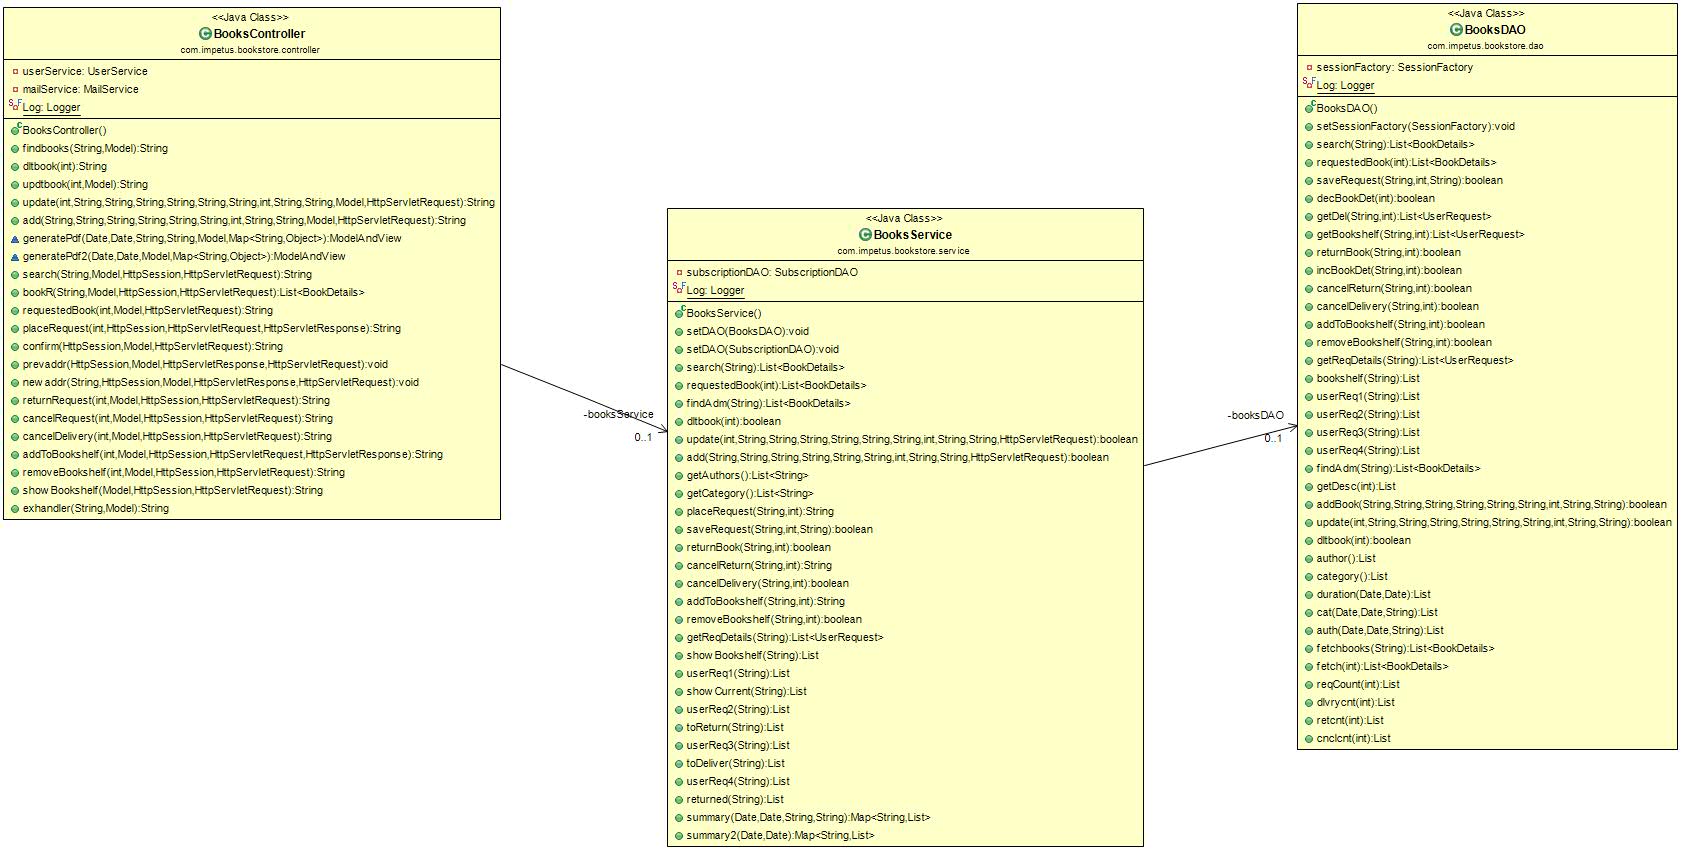 <<Java Class>>
BooksController
com.impetus.bookstore.controller
userService: UserService
mailService: MailService
Log: Logger
BooksController()
findbooks(String,Model):String
dltbook(int):String
updtbook(int,Model):String
update(int,String,String,String,String,String,String,int,String,String,Model,HttpServletRequest):String
add(String,String,String,String,String,String,int,String,String,Model,HttpServletRequest):String
generatePdf(Date,Date,String,String,Model,Map<String,Object>):ModelAndView
generatePdf2(Date,Date,Model,Map<String,Object>):ModelAndView
search(String,Model,HttpSession,HttpServletRequest):String
bookR(String,Model,HttpSession,HttpServletRequest):List<BookDetails>
requestedBook(int,Model,HttpServletRequest):String
placeRequest(int,HttpSession,HttpServletRequest,HttpServletResponse):String
confirm(HttpSession,Model,HttpServletRequest):String
prevaddr(HttpSession,Model,HttpServletResponse,HttpServletRequest):void
newaddr(String,HttpSession,Model,HttpServletResponse,HttpServletRequest):void
returnRequest(int,Model,HttpSession,HttpServletRequest):String
cancelRequest(int,Model,HttpSession,HttpServletRequest):String
cancelDelivery(int,Model,HttpSession,HttpServletRequest):String
addToBookshelf(int,Model,HttpSession,HttpServletRequest,HttpServletResponse):String
removeBookshelf(int,Model,HttpSession,HttpServletRequest):String
showBookshelf(Model,HttpSession,HttpServletRequest):String
exhandler(String,Model):String
-booksService
0..1
<<Java Class>>
BooksService
com.impetus.bookstore.service
subscriptionDAO: SubscriptionDAO
Log: Logger
BooksService()
setDAO(BooksDAO):void
setDAO(SubscriptionDAO):void
search(String):List<BookDetails>
requestedBook(int):List<BookDetails>
findAdm(String):List<BookDetails>
dltbook(int):boolean
update(int,String,String,String,String,String,String,int,String,String,HttpServletRequest):boolean
add(String,String,String,String,String,String,int,String,String,HttpServletRequest):boolean
getAuthors():List<String>
getCategory():List<String>
placeRequest(String,int):String
saveRequest(String,int,String):boolean
returnBook(String,int):boolean
cancelReturn(String,int):String
cancelDelivery(String,int):boolean
addToBookshelf(String,int):String
removeBookshelf(String,int):boolean
getReqDetails(String):List<UserRequest>
showBookshelf(String):List
userReq1(String):List
showCurrent(String):List
userReq2(String):List
toReturn(String):List
userReq3(String):List
toDeliver(String):List
userReq4(String):List
returned(String):List
summary(Date,Date,String,String):Map<String,List>
summary2(Date,Date):Map<String,List>
-booksDAO
0..1
<<Java Class>>
BooksDAO
com.impetus.bookstore.dao
sessionFactory: SessionFactory
Log: Logger
BooksDAO()
setSessionFactory(SessionFactory):void
search(String):List<BookDetails>
requestedBook(int):List<BookDetails>
saveRequest(String,int,String):boolean
decBookDet(int):boolean
getDel(String,int):List<UserRequest>
getBookshelf(String,int):List<UserRequest>
returnBook(String,int):boolean
incBookDet(String,int):boolean
cancelReturn(String,int):boolean
cancelDelivery(String,int):boolean
addToBookshelf(String,int):boolean
removeBookshelf(String,int):boolean
getReqDetails(String):List<UserRequest>
bookshelf(String):List
userReq1(String):List
userReq2(String):List
userReq3(String):List
userReq4(String):List
findAdm(String):List<BookDetails>
getDesc(int):List
addBook(String,String,String,String,String,String,int,String,String):boolean
update(int,String,String,String,String,String,String,int,String,String):boolean
dltbook(int):boolean
author():List
category():List
duration(Date,Date):List
cat(Date,Date,String):List
auth(Date,Date,String):List
fetchbooks(String):List<BookDetails>
fetch(int):List<BookDetails>
reqCount(int):List
dlvrycnt(int):List
retcnt(int):List
cnclcnt(int):List